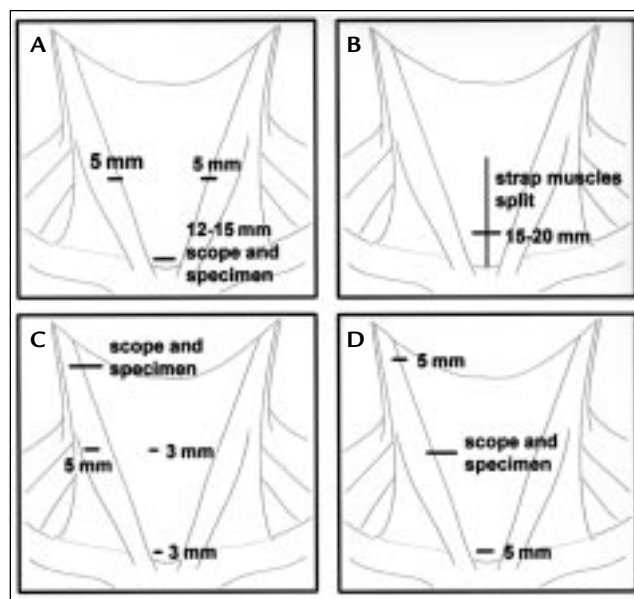 A
5 mm
5 mm
12-15 mm
scope and
specimen
B
strap muscles
split
15-20 mm
C
scope and
specimen
5 mm
3 mm
3 mm
D
5 mm
scope and
specimen
5 mm